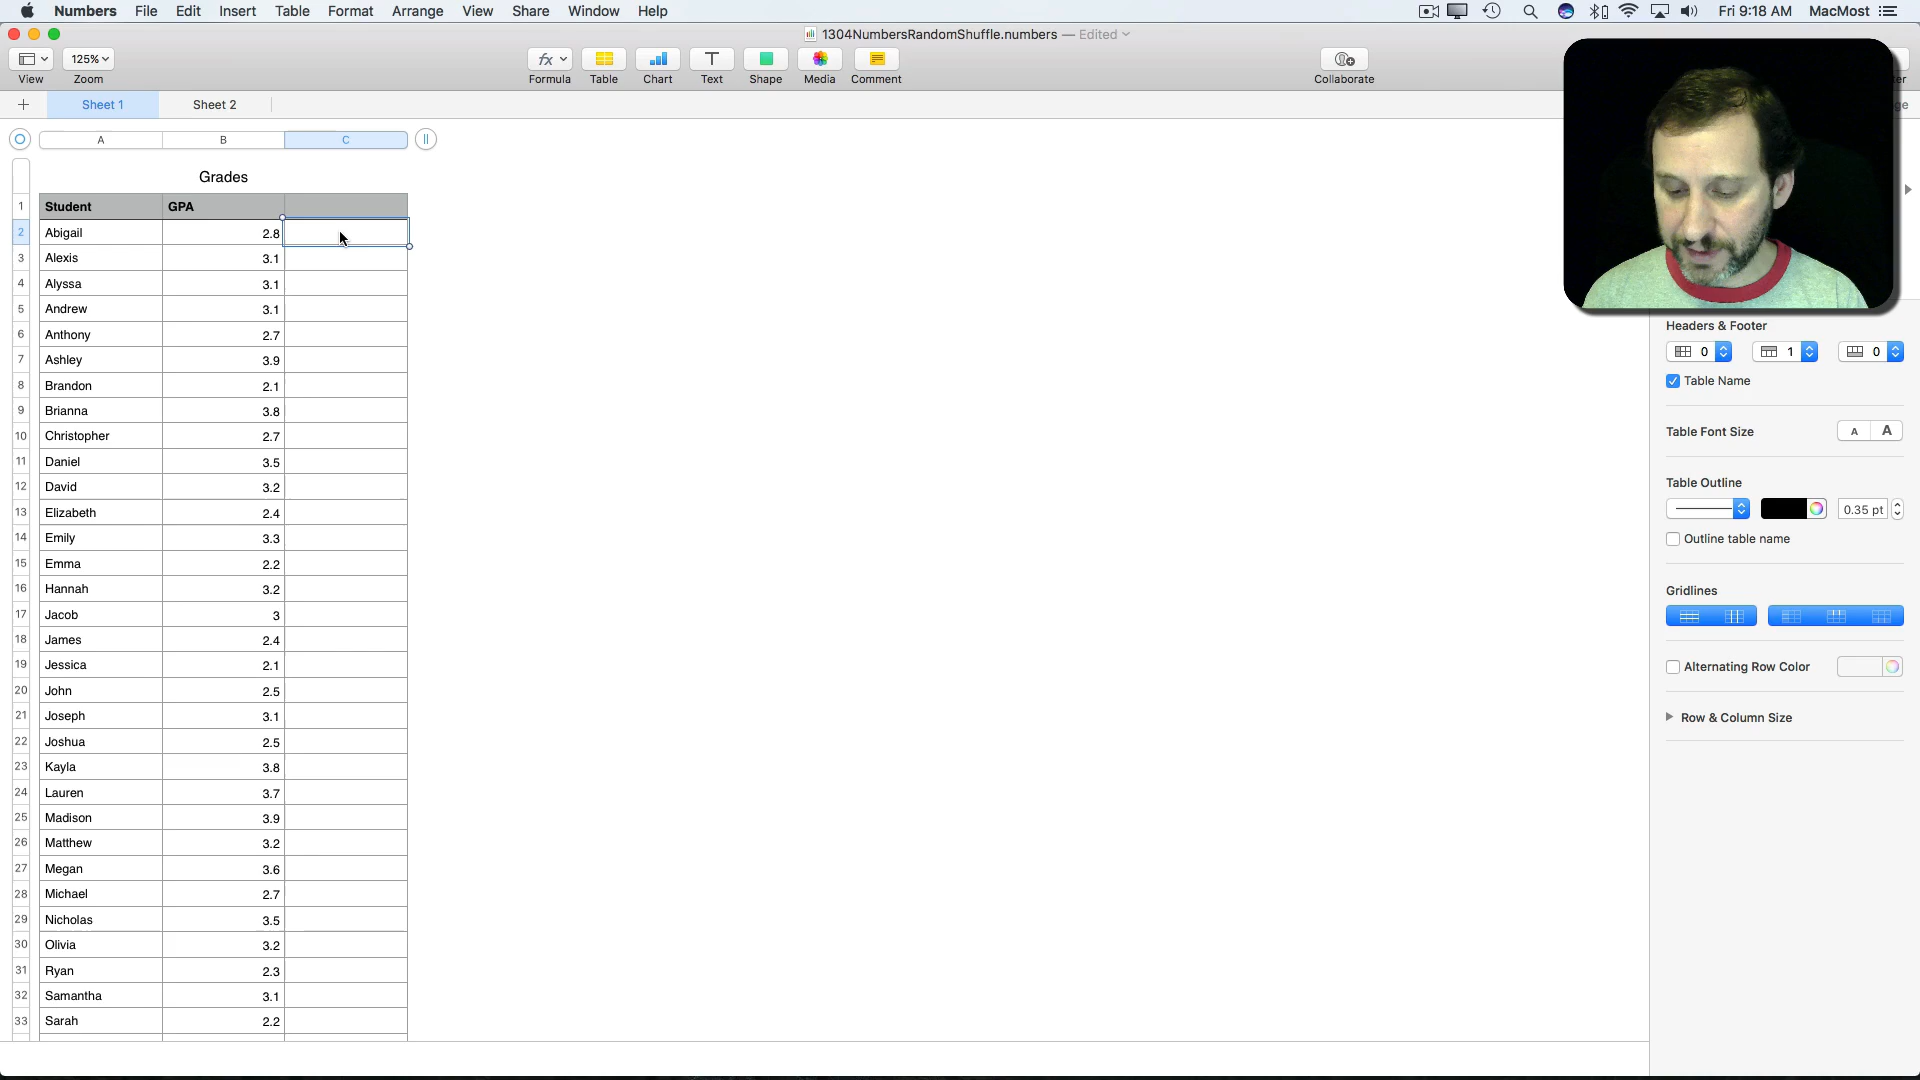 Numbers File Edit Insert Table Format Arrange View Share Window Help Fri 9:18 AM MacMost
1304NumbersRandomShuffle.numbers — Edited
125%
View Zoom Formula Table Chart Text Shape Media Comment Collaborate
Sheet 1 Sheet 2
A B C
Grades
1 Student GPA
2 Abigail 2.8
3 Alexis 3.1
4 Alyssa 3.1
5 Andrew 3.1
6 Anthony 2.7
7 Ashley 3.9
8 Brandon 2.1
9 Brianna 3.8
10 Christopher 2.7
11 Daniel 3.5
12 David 3.2
13 Elizabeth 2.4
14 Emily 3.3
15 Emma 2.2
16 Hannah 3.2
17 Jacob 3
18 James 2.4
19 Jessica 2.1
20 John 2.5
21 Joseph 3.1
22 Joshua 2.5
23 Kayla 3.8
24 Lauren 3.7
25 Madison 3.9
26 Matthew 3.2
27 Megan 3.6
28 Michael 2.7
29 Nicholas 3.5
30 Olivia 3.2
31 Ryan 2.3
32 Samantha 3.1
33 Sarah 2.2
Headers & Footer
0 1 0
Table Name
Table Font Size A A
Table Outline
0.35 pt
Outline table name
Gridlines
Alternating Row Color
Row & Column Size